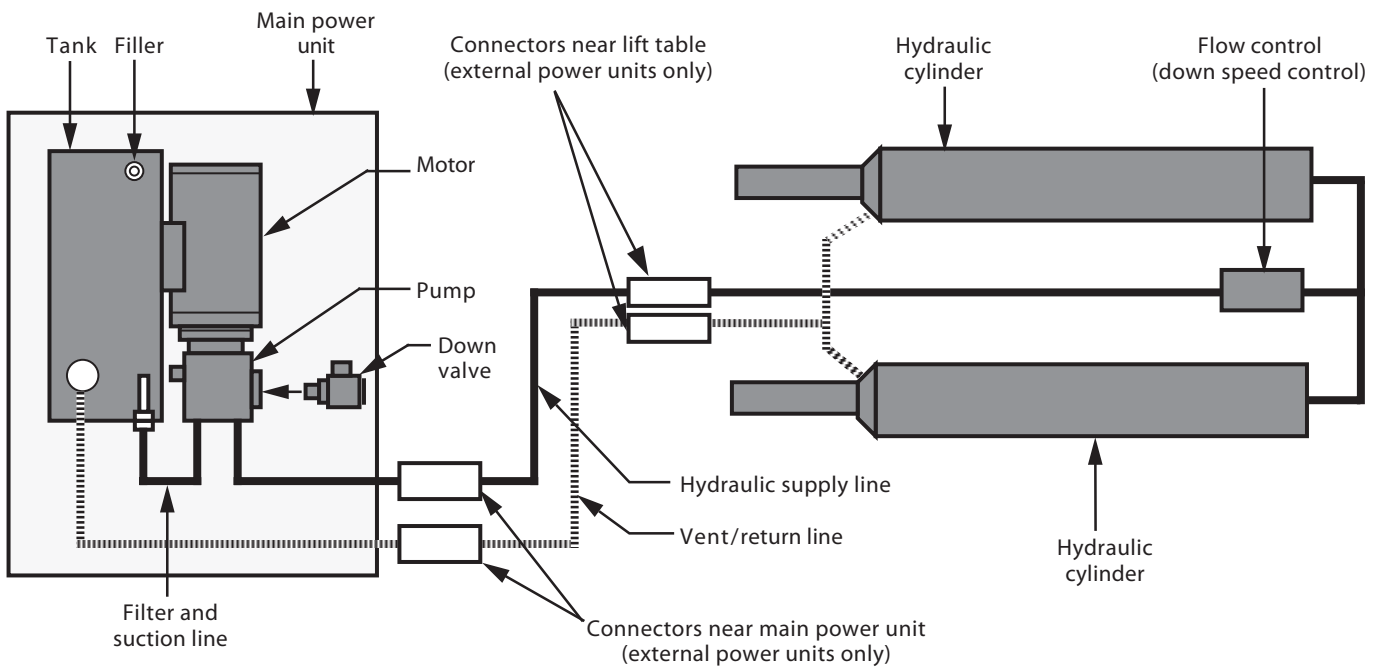 Main power
unit
Tank
Filler
Connectors near lift table
(external power units only)
Hydraulic
cylinder
Flow control
(down speed control)
Motor
Pump
Down
valve
Hydraulic supply line
Vent/return line
Hydraulic
cylinder
Filter and
suction line
Connectors near main power unit
(external power units only)